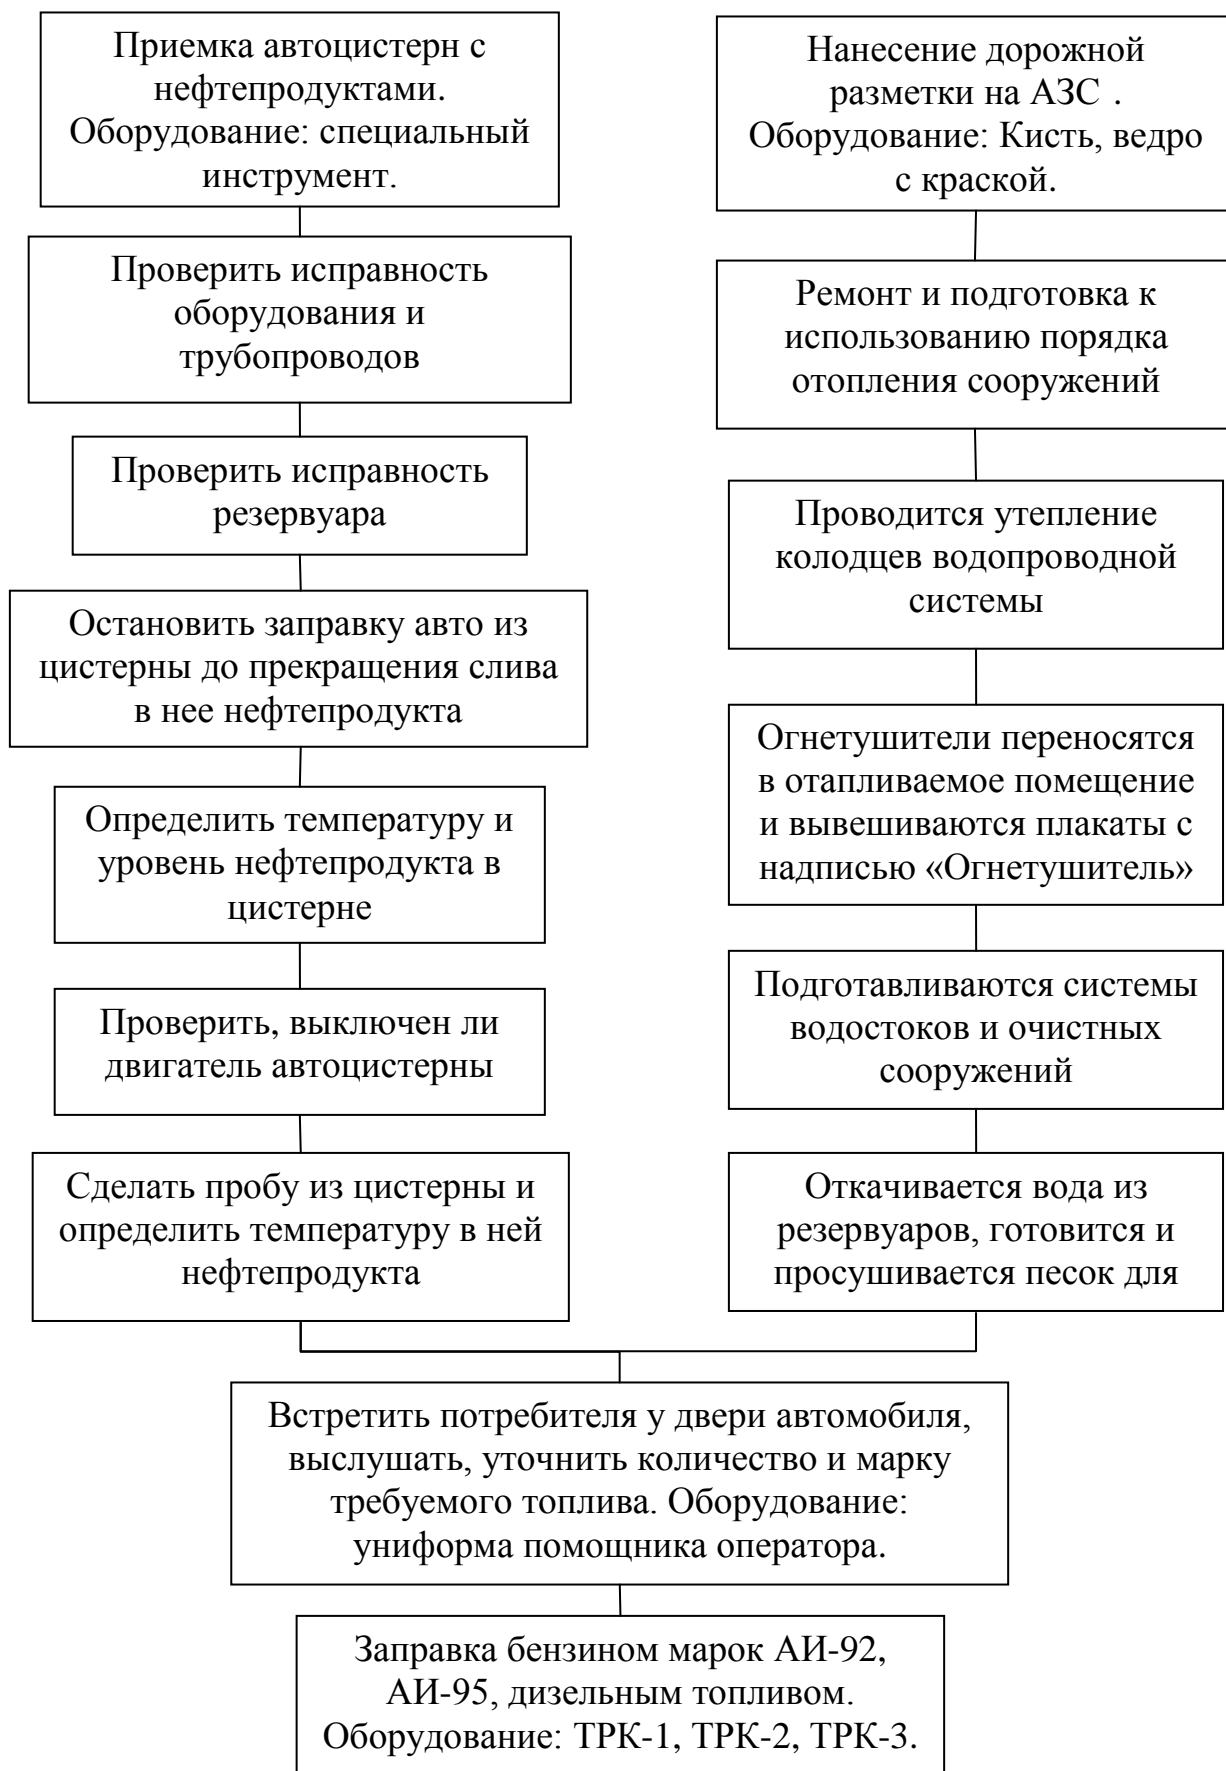 Приемка автоцистерн с
нефтепродуктами.
Оборудование: специальный
инструмент.
Проверить исправность
оборудования и
трубопроводов
Проверить исправность
резервуара
Остановить заправку авто из
цистерны до прекращения слива
в нее нефтепродукта
Определить температуру и
уровень нефтепродукта в
цистерне
Проверить, выключен ли
двигатель автоцистерны
Сделать пробу из цистерны и
определить температуру в ней
нефтепродукта
Нанесение дорожной
разметки на АЗС .
Оборудование: Кисть, ведро
с краской.
Ремонт и подготовка к
использованию порядка
отопления сооружений
Проводится утепление
колодцев водопроводной
системы
Огнетушители переносятся
в отапливаемое помещение
и вывешиваются плакаты с
надписью «Огнетушитель»
Подготавливаются системы
водостоков и очистных
сооружений
Откачивается вода из
резервуаров, готовится и
просушивается песок для
Встретить потребителя у двери автомобиля,
выслушать, уточнить количество и марку
требуемого топлива. Оборудование:
униформа помощника оператора.
Заправка бензином марок АИ-92,
АИ-95, дизельным топливом.
Оборудование: ТРК-1, ТРК-2, ТРК-3.